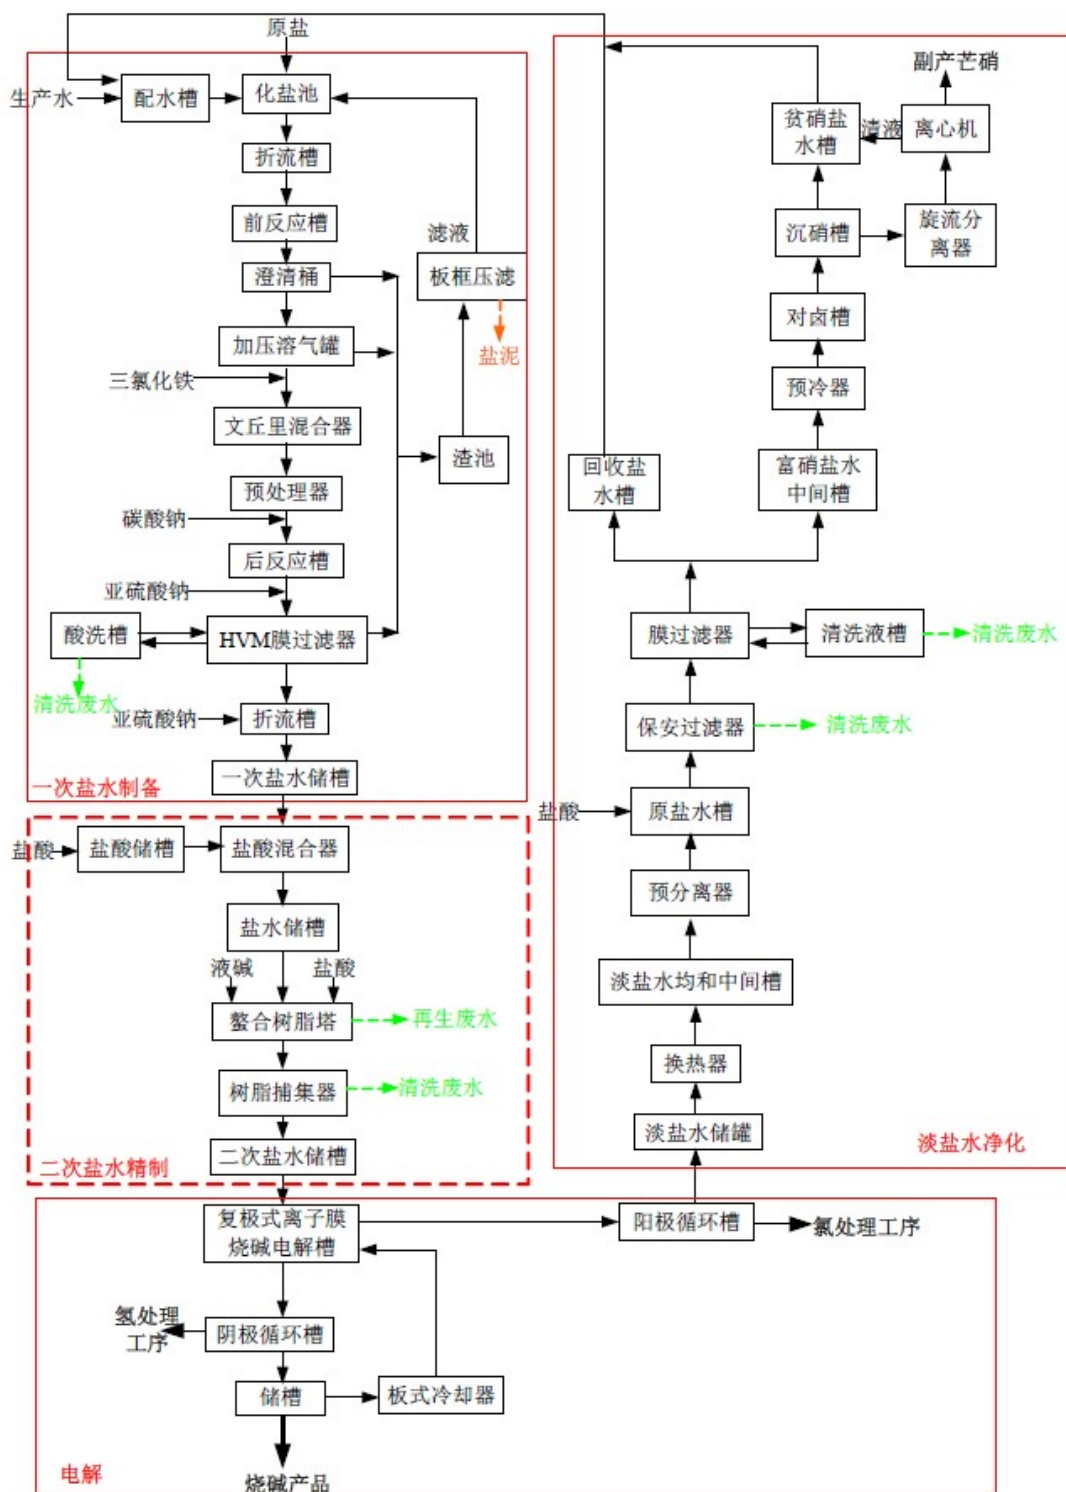 原盐
生产水
配水槽
化盐池
折流槽
前反应槽
澄清桶
加压溶气罐
三氯化铁
文丘里混合器
预处理器
碳酸钠
后反应槽
亚硫酸钠
酸洗槽
HVM膜过滤器
清洗废水
亚硫酸钠
折流槽
一次盐水储槽
一次盐水制备
滤液
板框压滤
盐泥
渣池
盐酸
盐酸储槽
盐酸混合器
盐水储槽
液碱
盐酸
螯合树脂塔
再生废水
树脂捕集器
清洗废水
二次盐水储槽
二次盐水精制
复极式离子膜
烧碱电解槽
阳极循环槽
氯处理工序
氢处理
工序
阴极循环槽
储槽
板式冷却器
烧碱产品
电解
副产芒硝
贫硝盐
水槽
清液
离心机
沉硝槽
旋流分
离器
对卤槽
预冷器
回收盐
水槽
富硝盐水
中间槽
膜过滤器
清洗液槽
清洗废水
保安过滤器
清洗废水
盐酸
原盐水槽
预分离器
淡盐水均和中间槽
换热器
淡盐水储罐
淡盐水净化